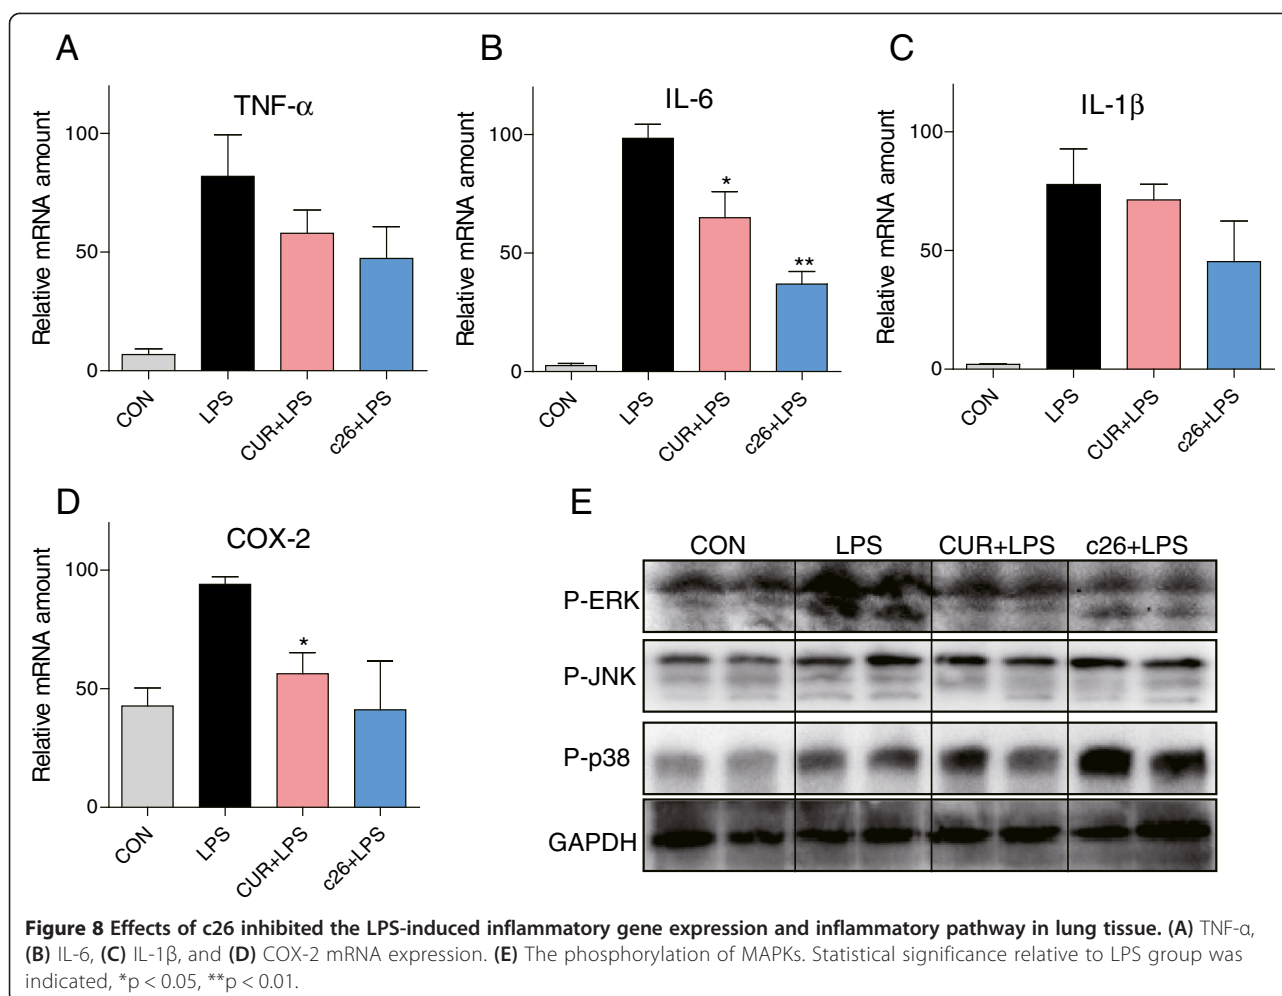 A
TNF-α
Relative mRNA amount
100
50
0
CON
LPS
CUR+LPS
c26+LPS
B
IL-6
Relative mRNA amount
100
50
0
*
**
CON
LPS
CUR+LPS
c26+LPS
C
IL-1β
Relative mRNA amount
100
50
0
CON
LPS
CUR+LPS
c26+LPS
D
COX-2
Relative mRNA amount
100
50
0
*
CON
LPS
CUR+LPS
c26+LPS
E
CON LPS CUR+LPS c26+LPS
P-ERK
P-JNK
P-p38
GAPDH
Figure 8 Effects of c26 inhibited the LPS-induced inflammatory gene expression and inflammatory pathway in lung tissue. (A) TNF-α,
(B) IL-6, (C) IL-1β, and (D) COX-2 mRNA expression. (E) The phosphorylation of MAPKs. Statistical significance relative to LPS group was
indicated, *p < 0.05, **p < 0.01.